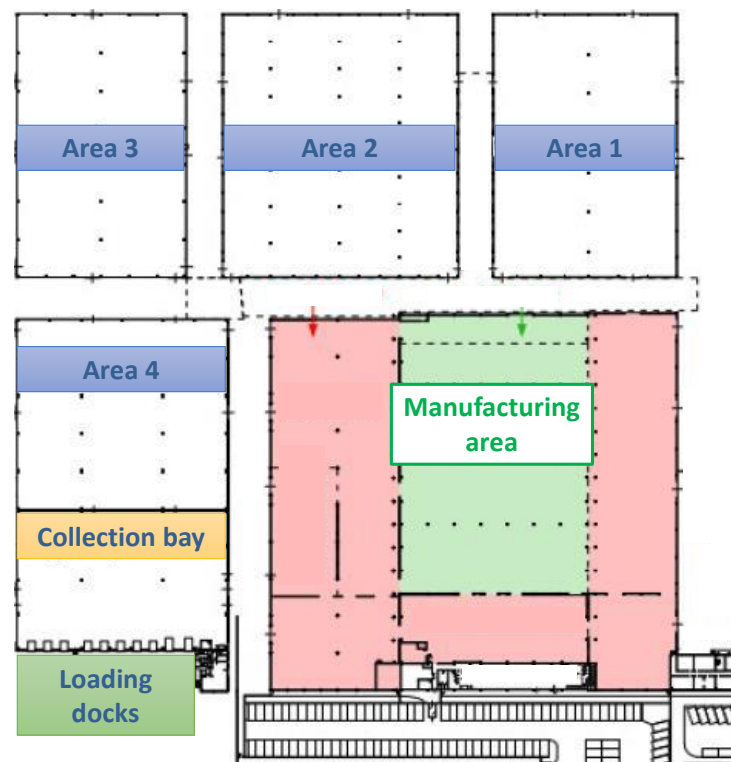 Area 3
Area 2
Area 1
Area 4
Manufacturing
area
Collection bay
Loading
docks